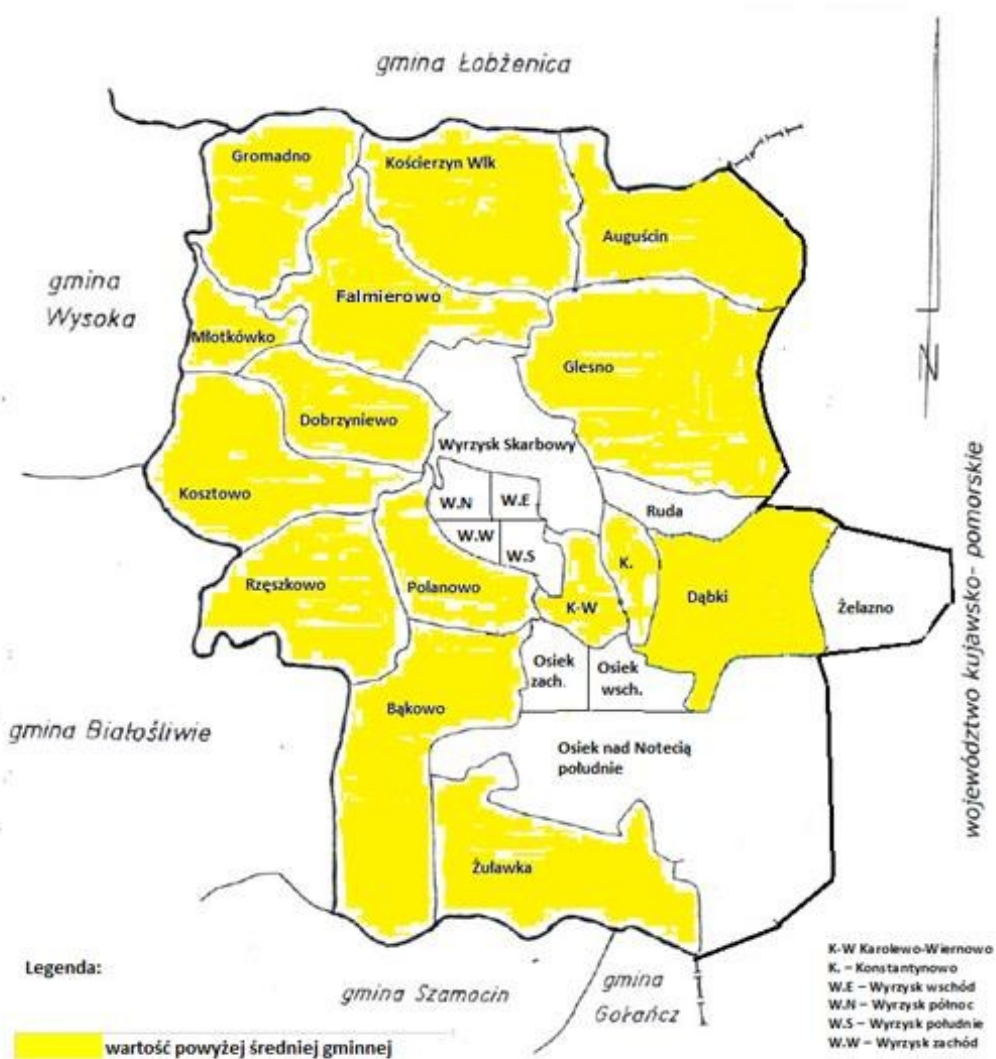 gmina Łobżenica
Gromadno
Kościerzyn Wlk
Auguścin
gmina
Wysoka
Falmierowo
Młotkówko
Glesno
N
Dobrzyniewo
Wyrzysk Skarbowy
Kosztowo
W.N
W.E
Ruda
W.W
W.S
K.
Rzęszkowo
Polanowo
K-W
Dąbki
Żelazno
województwo kujawsko- pomorskie
Osiek
zach.
Osiek
wsch.
Bąkowo
gmina Białośliwie
Osiek nad Notecią
południe
Żuławka
Legenda:
gmina Szamocin
gmina
Gołańcz
K-W Karolewo-Wiernowo
K. – Konstantynowo
W.E – Wyrzysk wschód
W.N – Wyrzysk północ
W.S – Wyrzysk południe
W.W – Wyrzysk zachód
wartość powyżej średniej gminnej